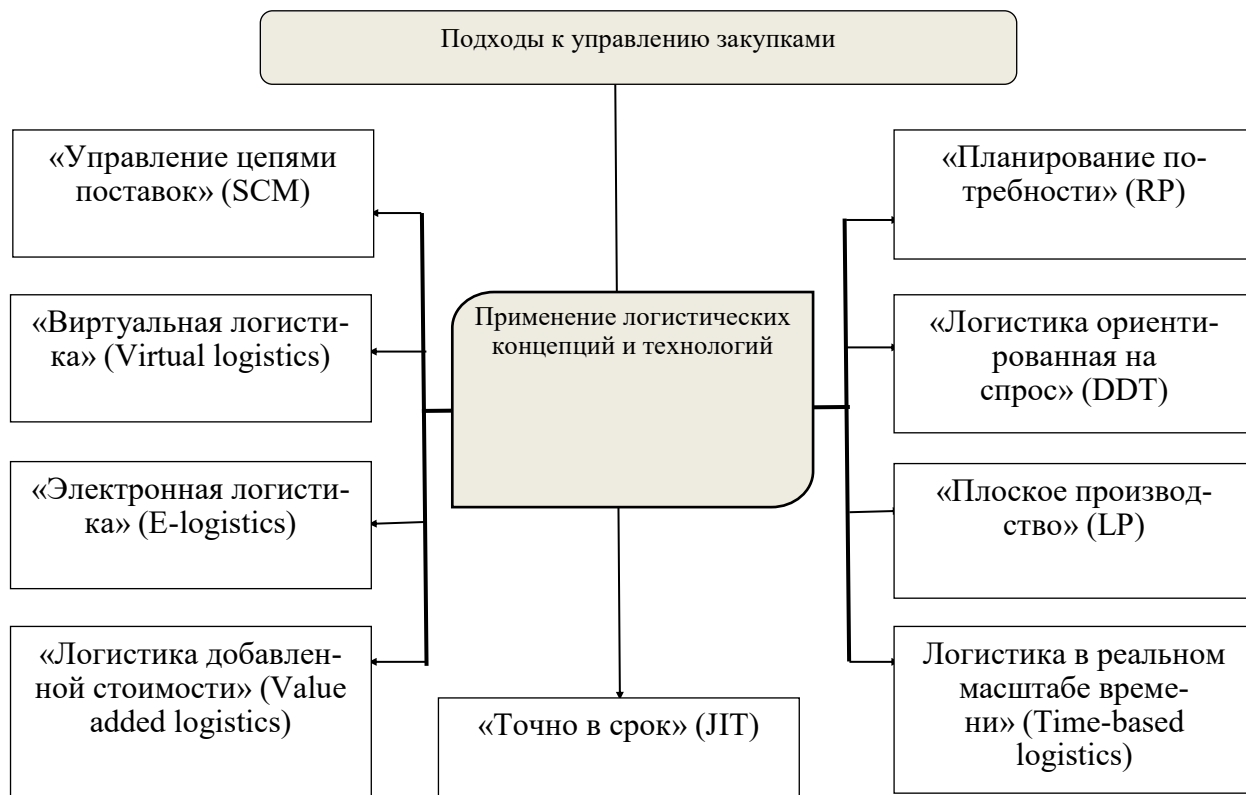 Подходы к управлению закупками
«Управление цепями
поставок» (SCM)
«Планирование по-
требности» (RP)
«Виртуальная логисти-
ка» (Virtual logistics)
Применение логистических
концепций и технологий
«Логистика ориенти-
рованная на
спрос» (DDT)
«Электронная логисти-
ка» (E-logistics)
«Плоское производ-
ство» (LP)
«Логистика добавлен-
ной стоимости» (Value
added logistics)
«Точно в срок» (JIT)
Логистика в реальном
масштабе време-
ни» (Time-based
logistics)